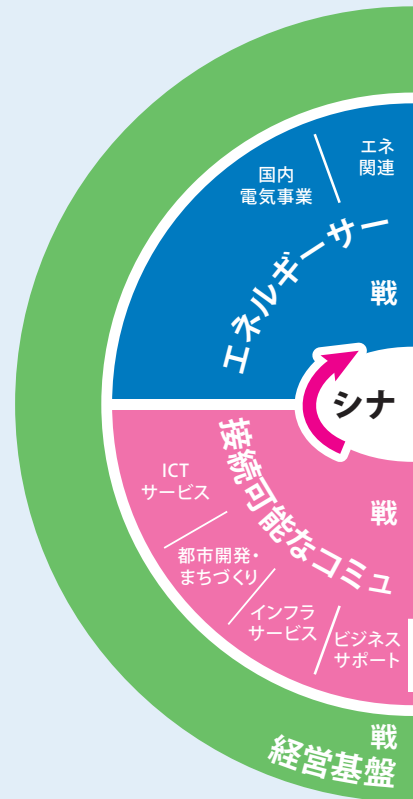 エネ
関連
国内
電気事業
エネルギーサー
戦
シナ
接続可能なコミュ
戦
ICT
サービス
都市開発・
まちづくり
インフラ
サービス
ビジネス
サポート
戦
経営基盤